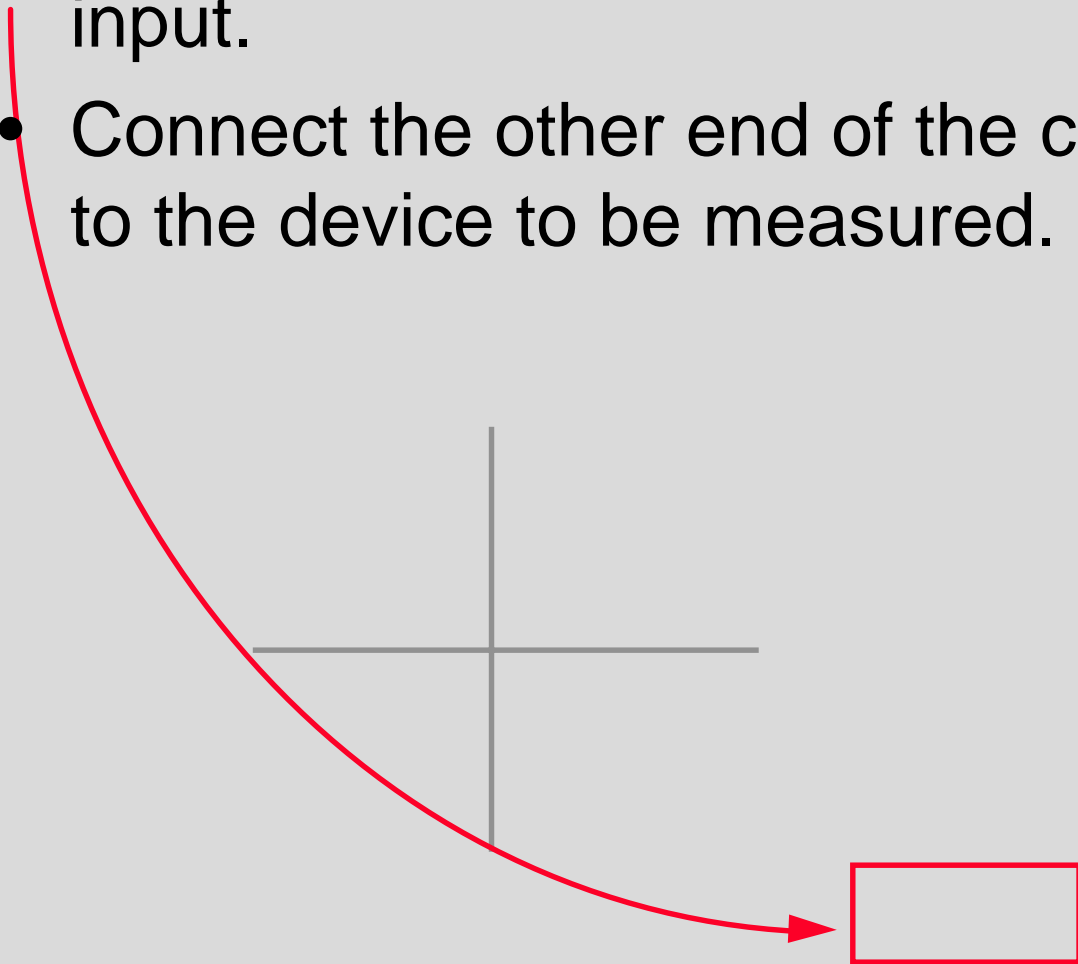 input.
• Connect the other end of the
to the device to be measured.